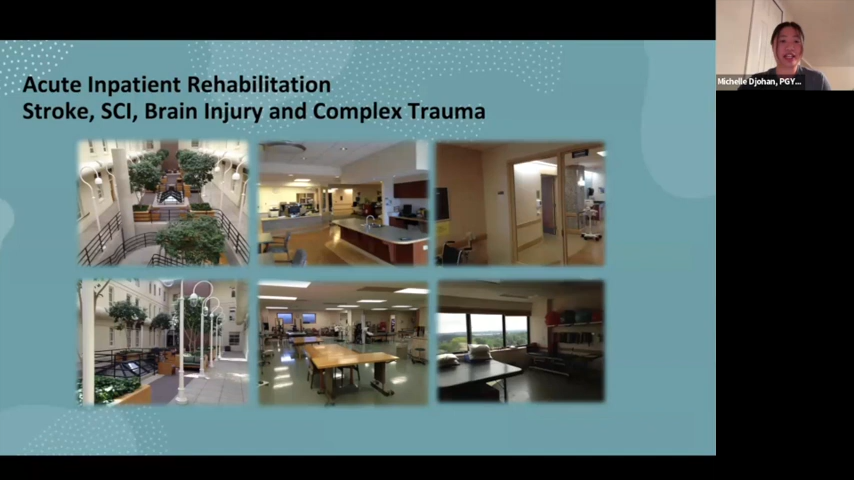 Acute Inpatient Rehabilitation
Stroke, SCI, Brain Injury and Complex Trauma
Michelle Djohan, PGY...